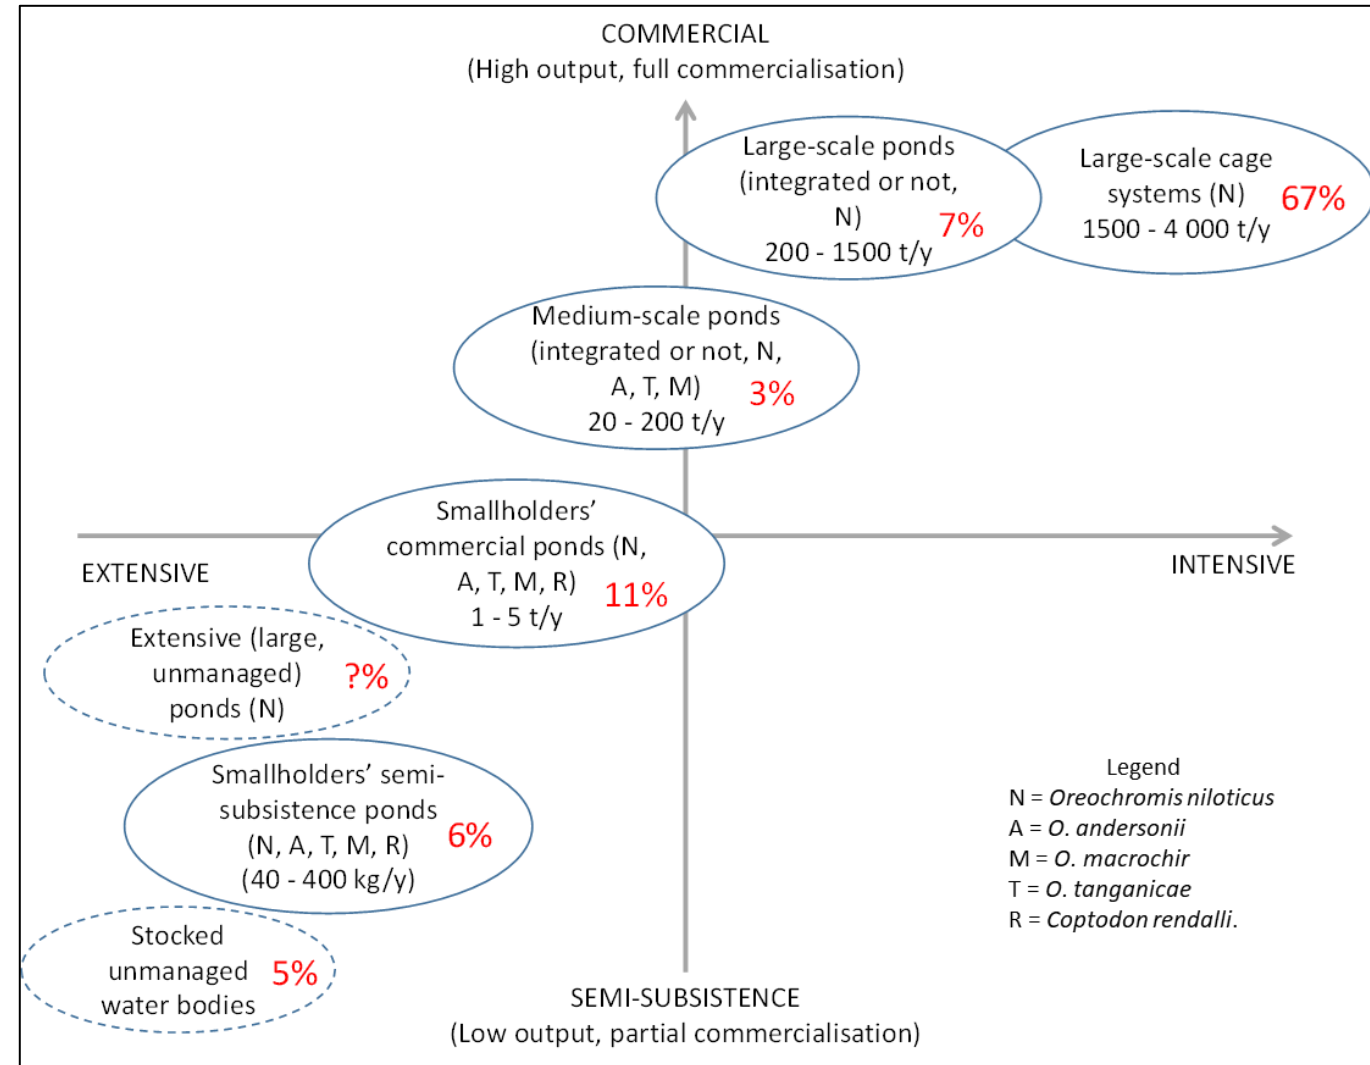 COMMERCIAL
(High output, full commercialisation)
Large-scale ponds
(integrated or not,
N)
7%
200 - 1500 t/y
Large-scale cage
systems (N)
67%
1500 - 4 000 t/y
Medium-scale ponds
(integrated or not, N,
A, T, M)
3%
20 - 200 t/y
Smallholders’
commercial ponds (N,
A, T, M, R)
11%
1 - 5 t/y
EXTENSIVE
INTENSIVE
Extensive (large,
unmanaged)
?%
ponds (N)
Smallholders’ semi-
subsistence ponds
(N, A, T, M, R)
6%
(40 - 400 kg/y)
Stocked
unmanaged
5%
water bodies
Legend
N = Oreochromis niloticus
A = O. andersonii
M = O. macrochir
T = O. tanganicae
R = Coptodon rendalli.
SEMI-SUBSISTENCE
(Low output, partial commercialisation)